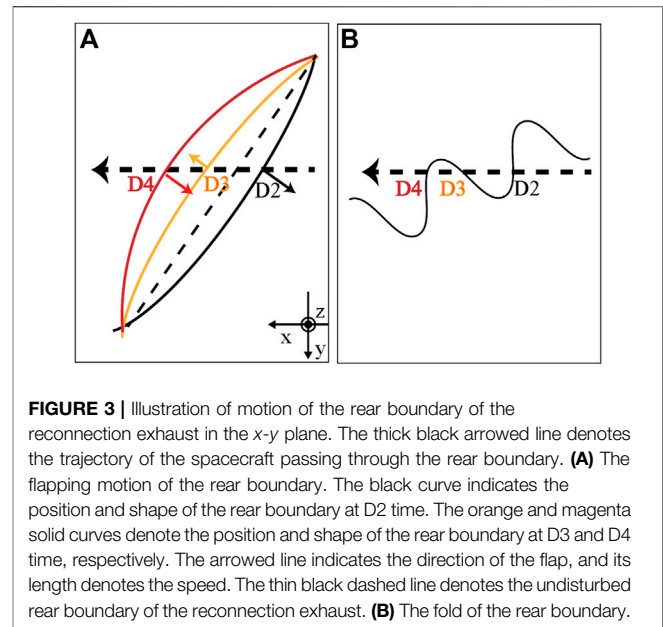 A
B
D4
D3
D2
D4
D3
D2
z
x
y
FIGURE 3 | Illustration of motion of the rear boundary of the
reconnection exhaust in the x-y plane. The thick black arrowed line denotes
the trajectory of the spacecraft passing through the rear boundary. (A) The
flapping motion of the rear boundary. The black curve indicates the
position and shape of the rear boundary at D2 time. The orange and magenta
solid curves denote the position and shape of the rear boundary at D3 and D4
time, respectively. The arrowed line indicates the direction of the flap, and its
length denotes the speed. The thin black dashed line denotes the undisturbed
rear boundary of the reconnection exhaust. (B) The fold of the rear boundary.